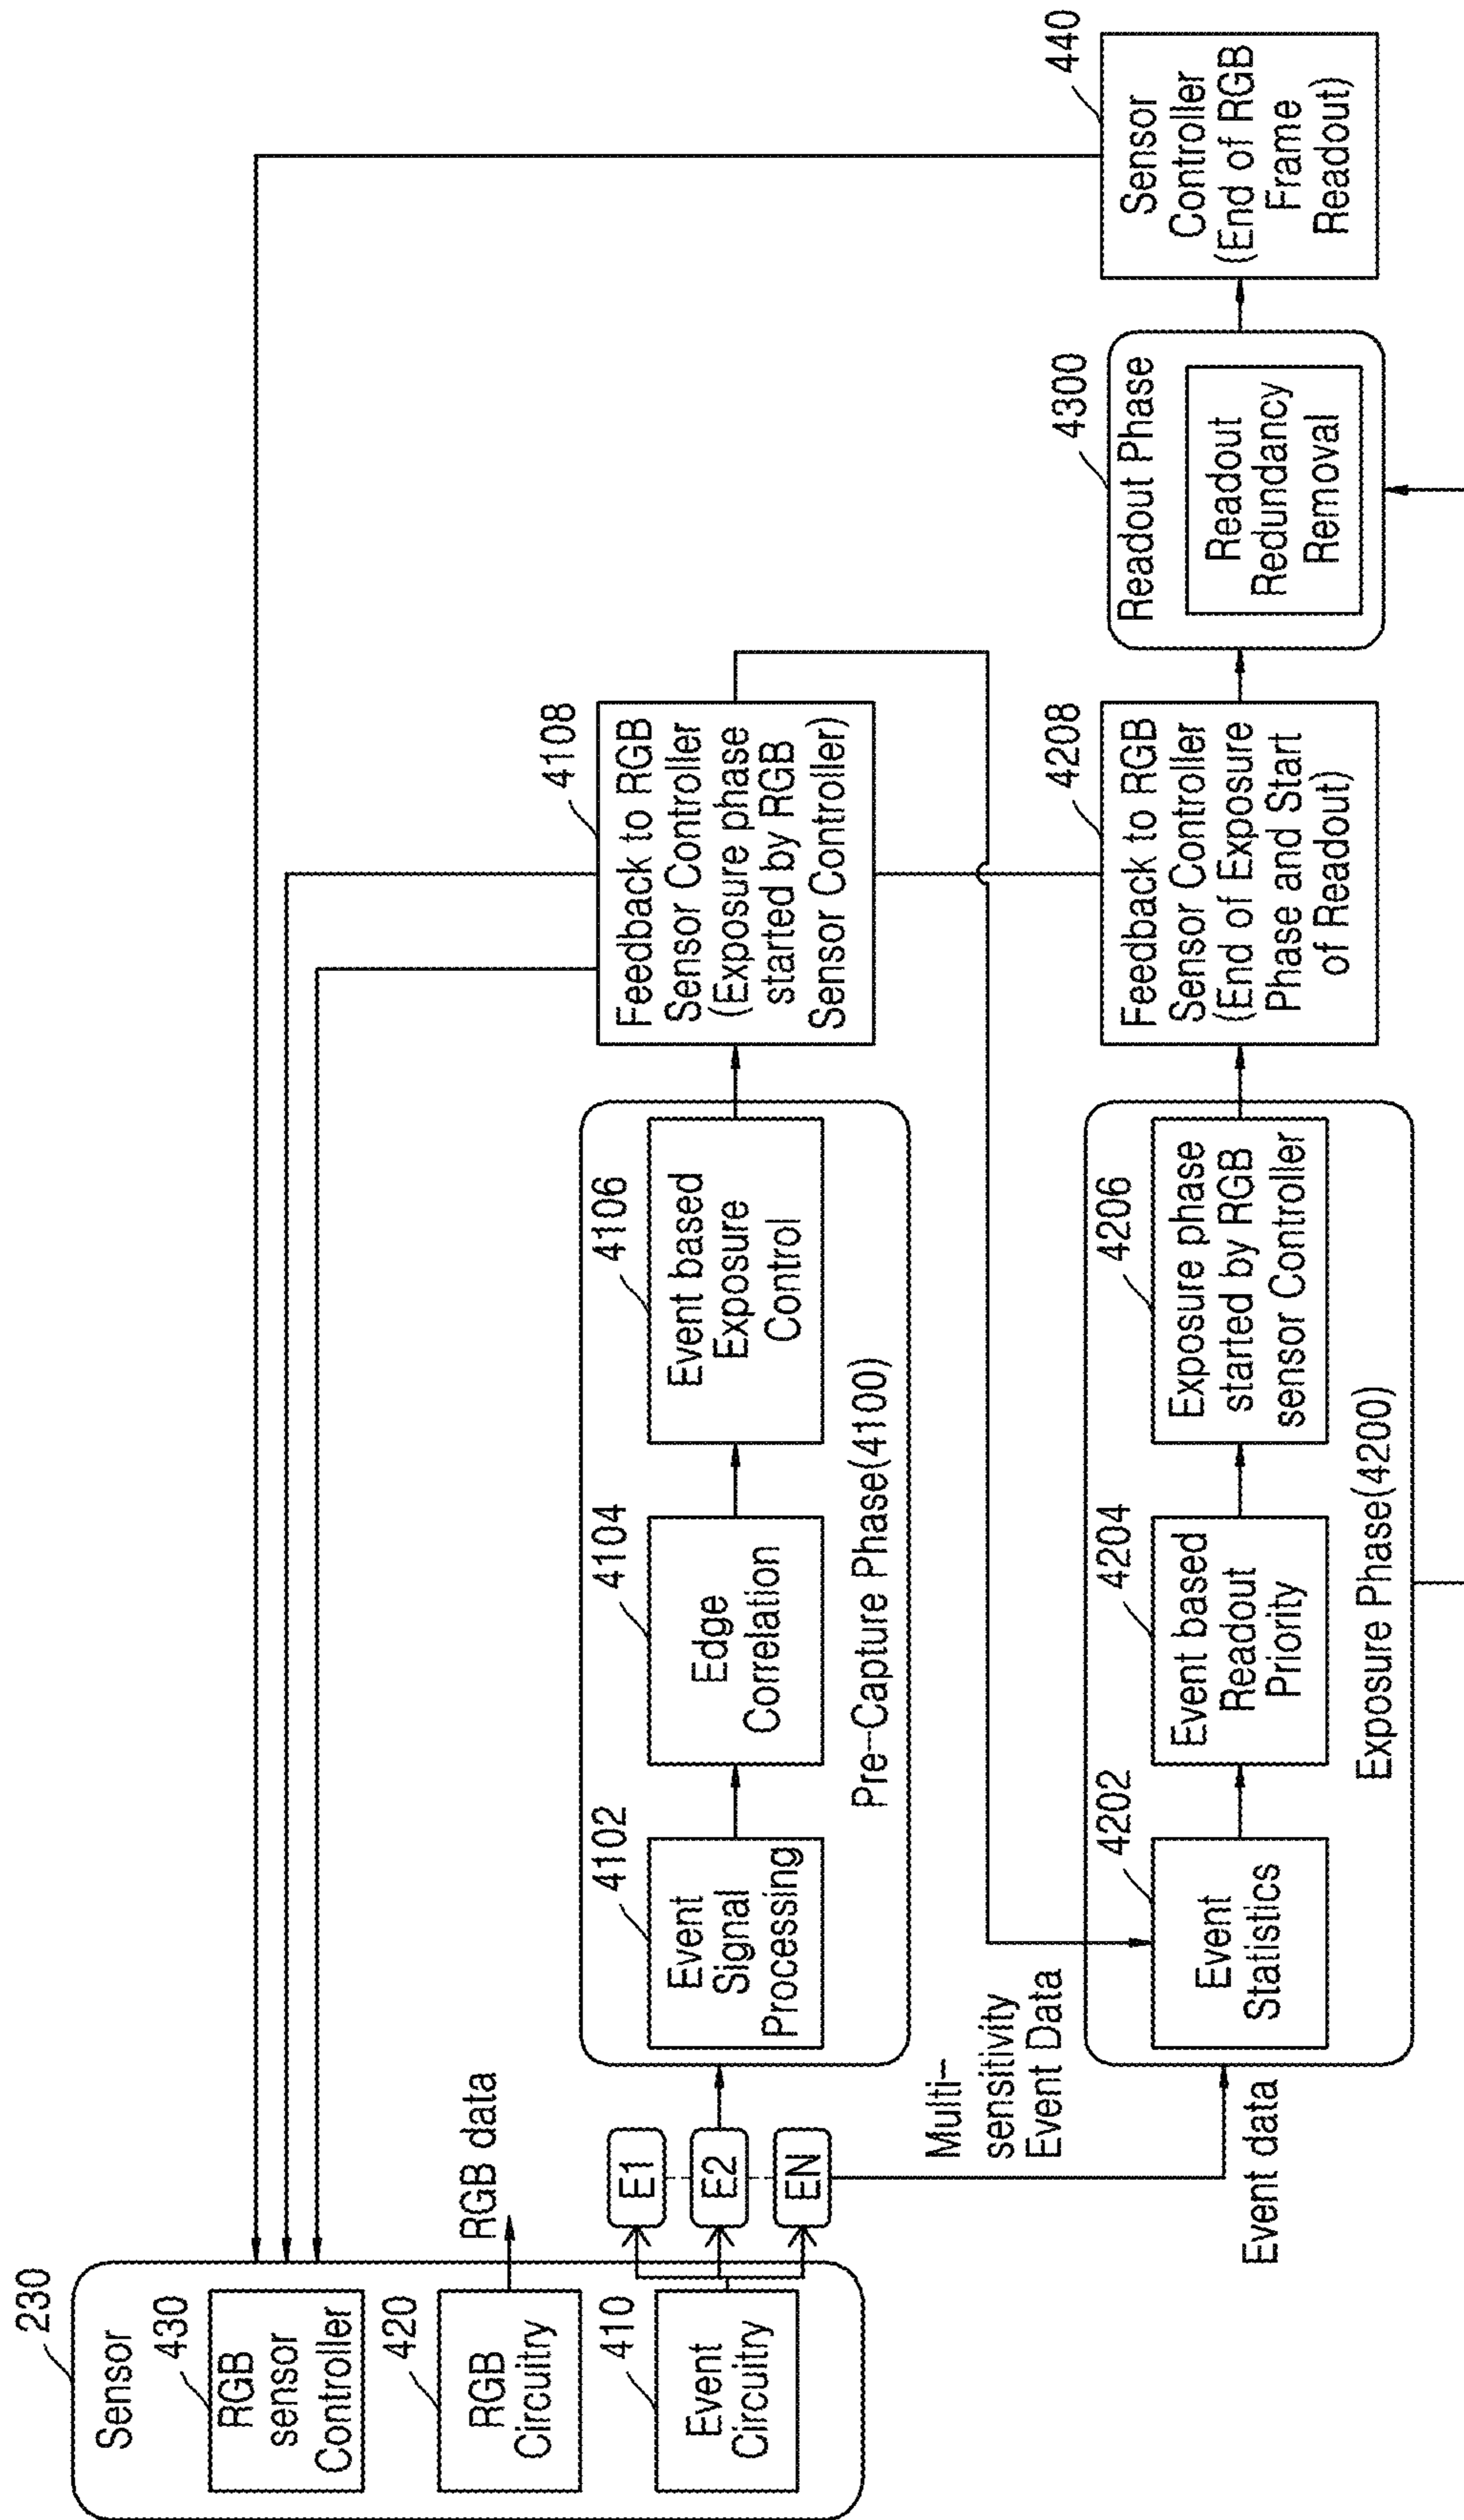 230
Sensor
430
RGB
sensor
Controller
420
RGB
Circuitry
410
Event
Circuitry
RGB data
E1
E2
EN
Multi-
sensitivity
Event Data
Event data
4102
Event
Signal
Processing
4104
Edge
Correlation
4106
Event based
Exposure
Control
Pre-Capture Phase(4100)
4108
Feedback to RGB
Sensor Controller
(Exposure phase
started by RGB
Sensor Controller)
4202
Event
Statistics
4204
Event based
Readout
Priority
4206
Exposure phase
started by RGB
sensor Controller
Exposure Phase(4200)
4208
Feedback to RGB
Sensor Controller
(End of Exposure
Phase and Start
of Readout)
4300
Readout Phase
Readout
Redundancy
Removal
440
Sensor
Controller
(End of RGB
Frame
Readout)